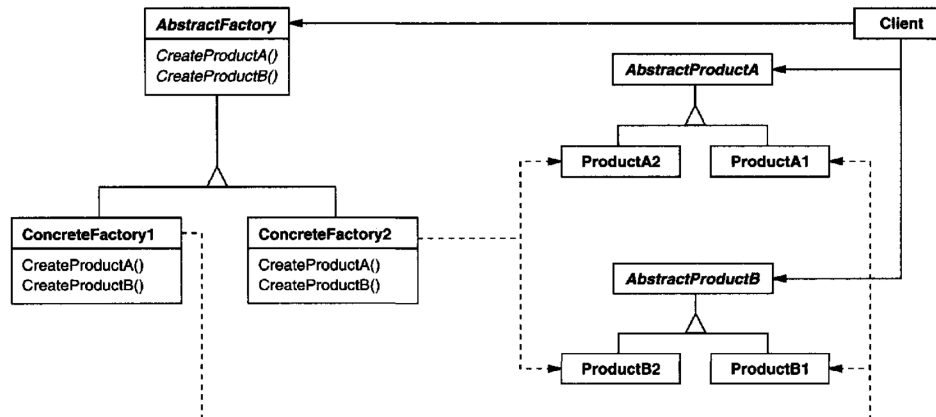 AbstractFactory
CreateProductA()
CreateProductB()
Client
AbstractProductA
ProductA2
ProductA1
ConcreteFactory1
CreateProductA()
CreateProductB()
ConcreteFactory2
CreateProductA()
CreateProductB()
AbstractProductB
ProductB2
ProductB1